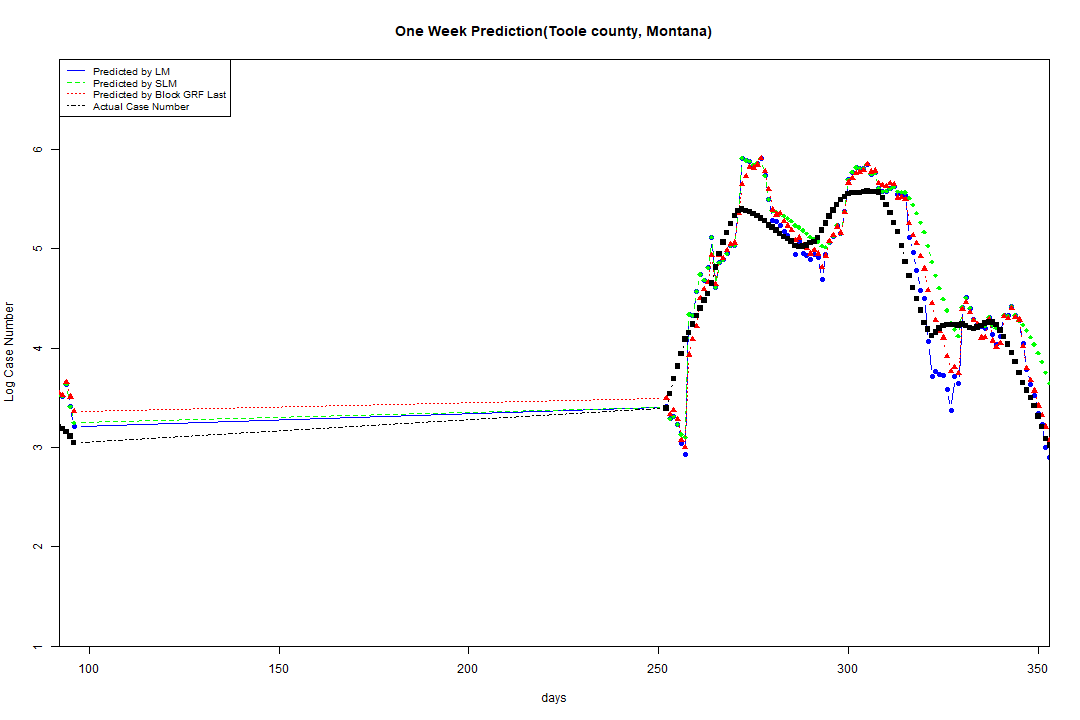 One Week Prediction(Toole county, Montana)
Predicted by LM
Predicted by SLM
Predicted by Block GRF Last
Actual Case Number
Log Case Number
6
5
4
3
2
1
100 150 200 250 300 350
days